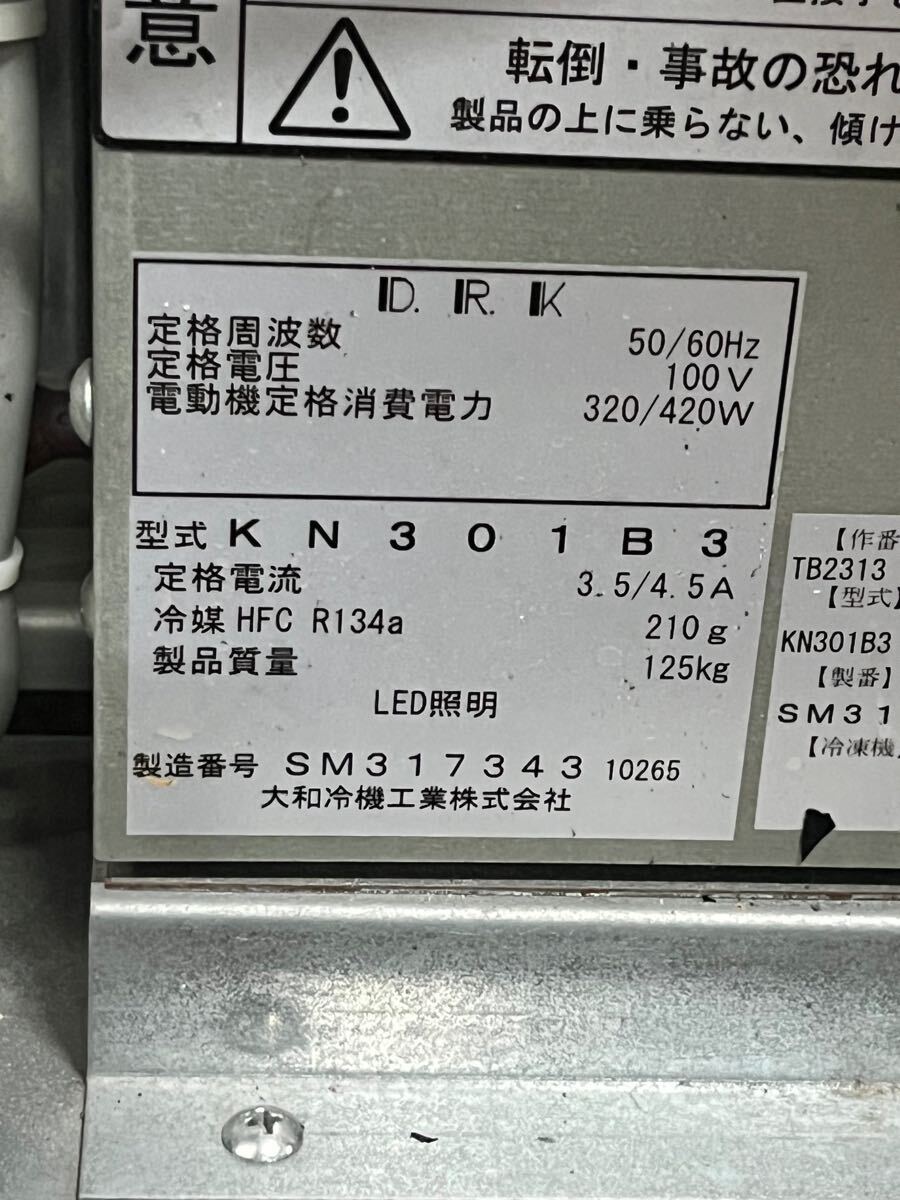 意
転倒・事故の恐れ
製品の上に乗らない、傾け
D. R. K
定格周波数 50/60Hz
定格電圧 100V
電動機定格消費電力 320/420W
型式 KN301B3
定格電流 3.5/4.5A
冷媒 HFC R134a 210g
製品質量 125kg
LED照明
製造番号 SM317343 10265
大和冷機工業株式会社
【作番
TB2313
【型式】
KN301B3
【製番】
SM31
【冷凍機】